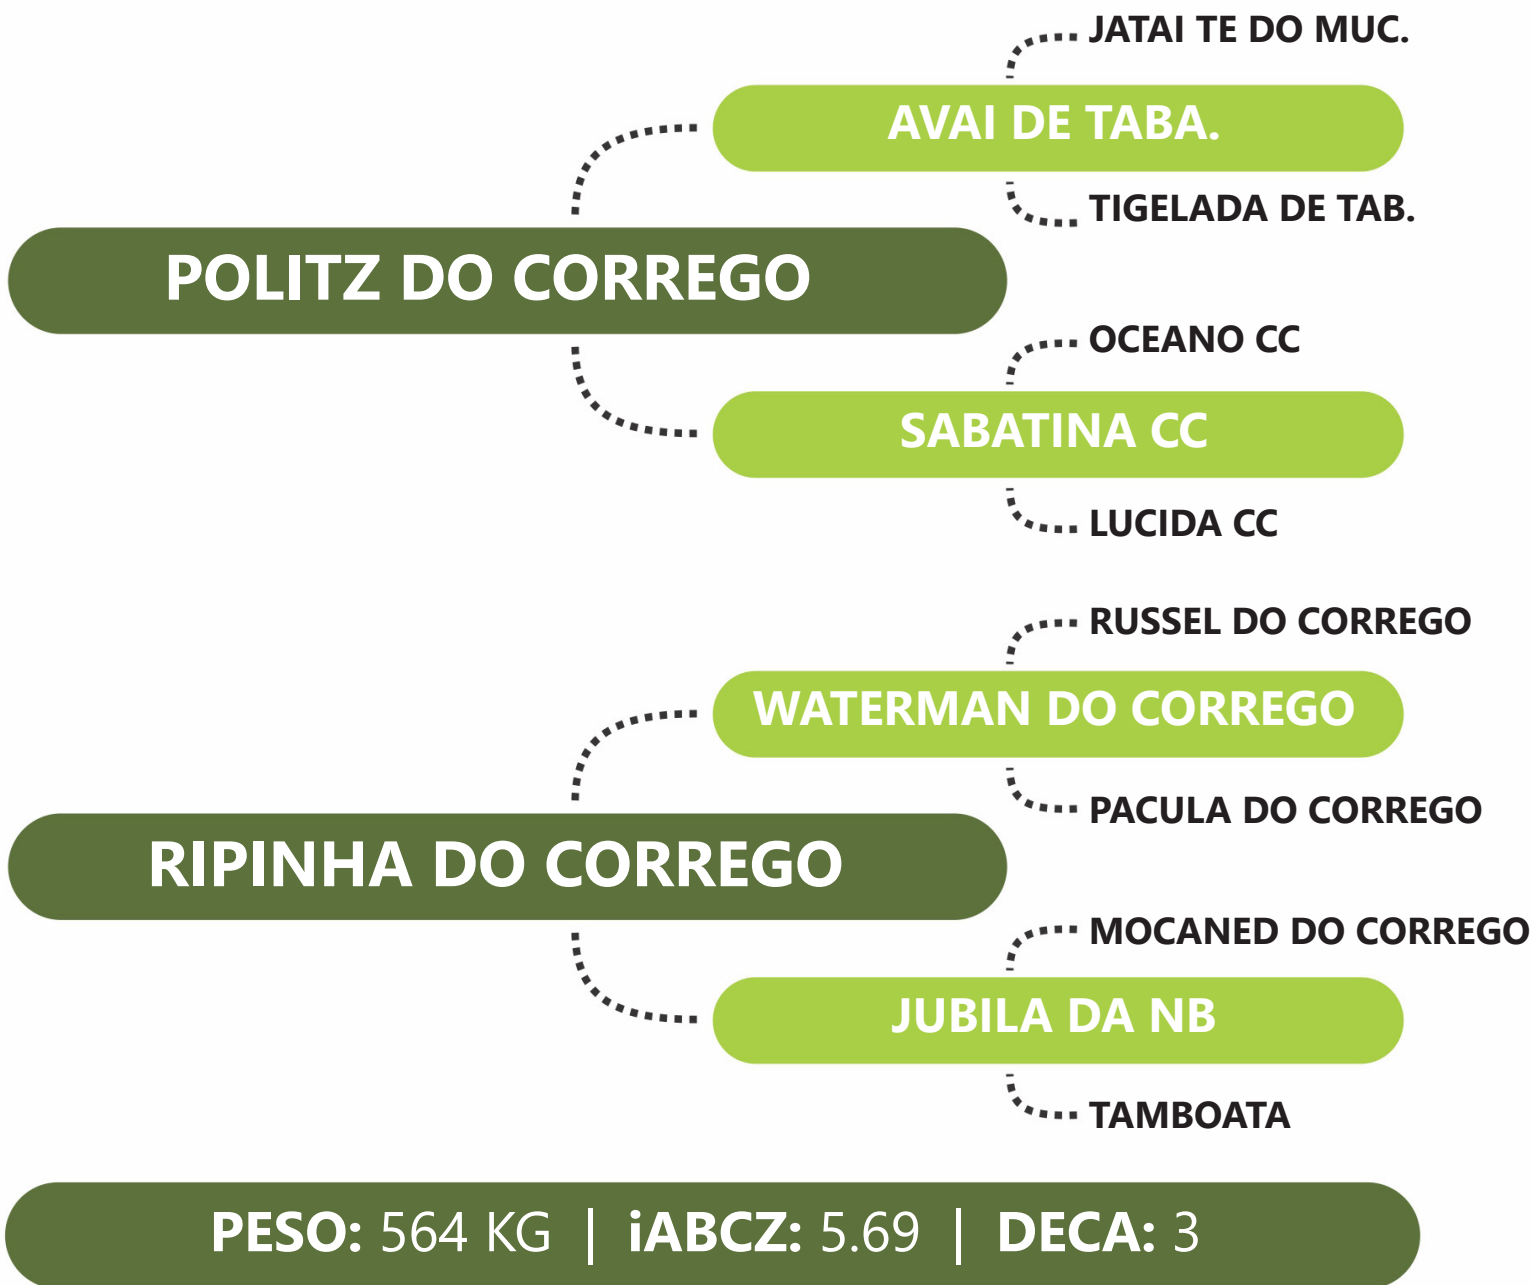 JATAI TE DO MUC.
AVAI DE TABA.
TIGELADA DE TAB.
POLITZ DO CORREGO
OCEANO CC
SABATINA CC
LUCIDA CC
RUSSEL DO CORREGO
WATERMAN DO CORREGO
PACULA DO CORREGO
RIPINHA DO CORREGO
MOCANED DO CORREGO
JUBILA DA NB
TAMBOATA
PESO: 564 KG | iABCZ: 5.69 | DECA: 3